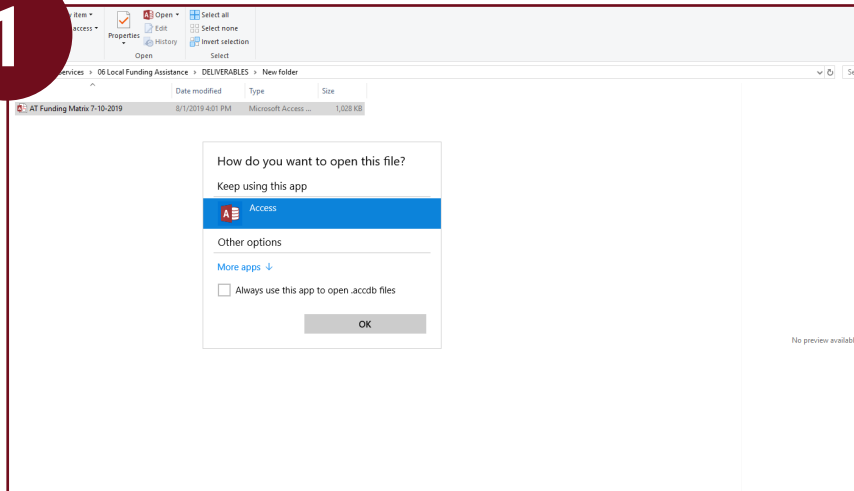 1
item
Open
Select all
access
Properties
Edit
Select none
History
Invert selection
Open
Select
> 06 Local Funding Assistance > DELIVERABLES > New folder
Date modified
Type
Size
AT Funding Matrix 7-10-2019
8/1/2019 4:01 PM
Microsoft Access ...
1,028 KB
How do you want to open this file?
Keep using this app
Access
Other options
More apps
Always use this app to open .accdb files
OK
No preview